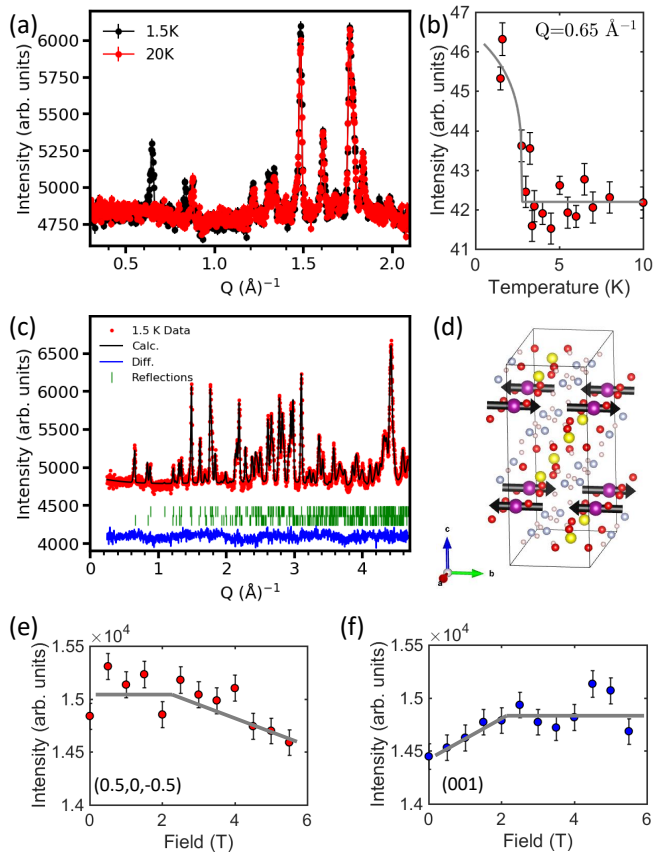 (a)
1.5K
20K
Intensity (arb. units)
6000
5750
5500
5250
5000
4750
0.5
1.0
1.5
2.0
Q (Å)⁻¹
(b)
Q=0.65 Å⁻¹
Intensity (arb. units)
47
46
45
44
43
42
41
0
5
10
Temperature (K)
(c)
1.5 K Data
Calc.
Diff.
Reflections
Intensity (arb. units)
6500
6000
5500
5000
4500
4000
0
1
2
3
4
Q (Å)⁻¹
(d)
c
b
a
(e)
× 10⁴
Intensity (arb. units)
1.55
1.5
1.45
1.4
(0.5,0,-0.5)
0
2
4
6
Field (T)
(f)
× 10⁴
Intensity (arb. units)
1.55
1.5
1.45
1.4
(001)
0
2
4
6
Field (T)